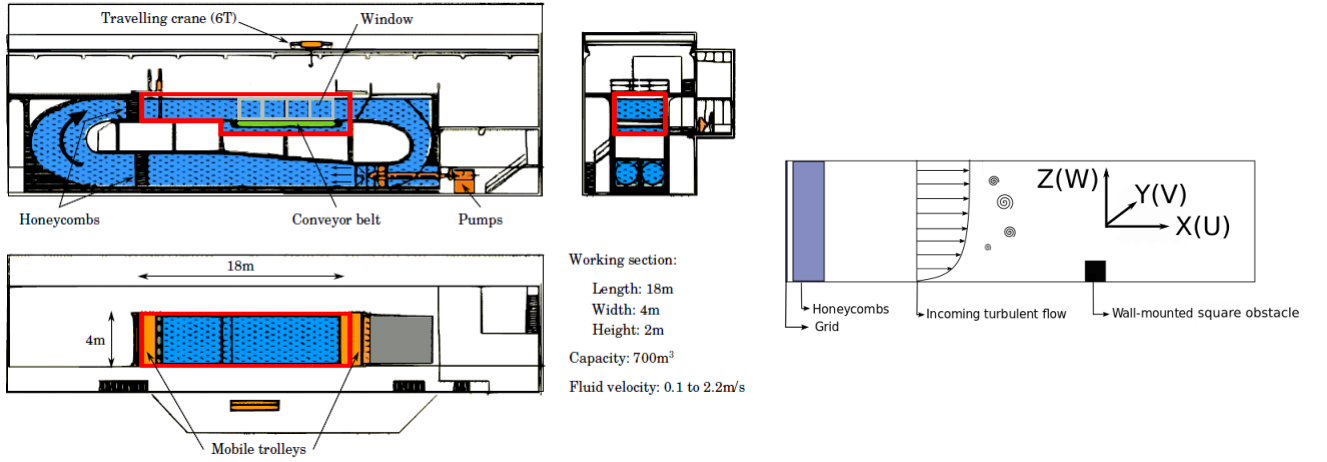 Travelling crane (6T)
Window
Honeycombs
Conveyor belt
Pumps
18m
4m
Mobile trolleys
Working section:
Length: 18m
Width: 4m
Height: 2m
Capacity: 700m³
Fluid velocity: 0.1 to 2.2m/s
Z(W)
Y(V)
X(U)
Honeycombs
Grid
Incoming turbulent flow
Wall-mounted square obstacle